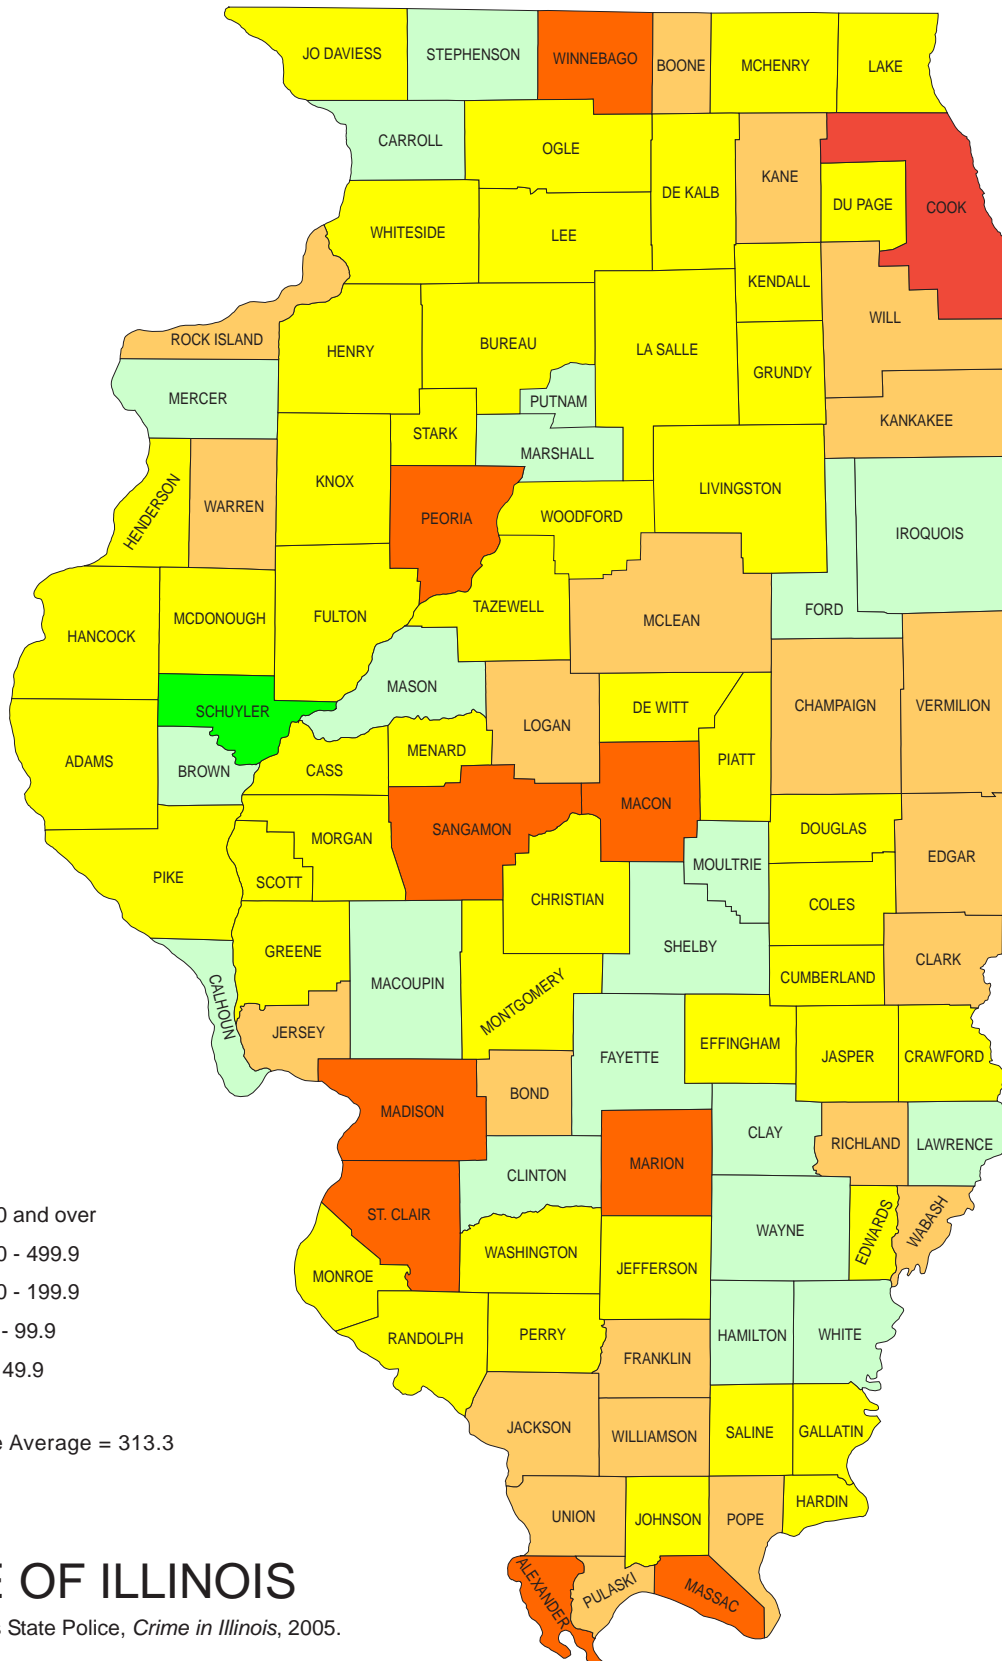 JO DAVIESS
STEPHENSON
WINNEBAGO
BOONE
MCHENRY
LAKE
CARROLL
OGLE
DE KALB
KANE
DU PAGE
COOK
WHITESIDE
LEE
KENDALL
WILL
ROCK ISLAND
HENRY
BUREAU
LA SALLE
GRUNDY
MERCER
PUTNAM
KANKAKEE
STARK
MARSHALL
HENDERSON
WARREN
KNOX
PEORIA
WOODFORD
LIVINGSTON
IROQUOIS
HANCOCK
MCDONOUGH
FULTON
TAZEWELL
MCLEAN
FORD
SCHUYLER
MASON
LOGAN
DE WITT
CHAMPAIGN
VERMILION
ADAMS
BROWN
CASS
MENARD
PIATT
SANGAMON
MACON
DOUGLAS
PIKE
MORGAN
SCOTT
CHRISTIAN
MOULTRIE
COLES
EDGAR
GREENE
MACOUPIN
MONTGOMERY
SHELBY
CUMBERLAND
CLARK
CALHOUN
JERSEY
BOND
FAYETTE
EFFINGHAM
JASPER
CRAWFORD
MADISON
CLINTON
MARION
CLAY
RICHLAND
LAWRENCE
ST. CLAIR
WASHINGTON
JEFFERSON
WAYNE
EDWARDS
WABASH
MONROE
RANDOLPH
PERRY
FRANKLIN
HAMILTON
WHITE
JACKSON
WILLIAMSON
SALINE
GALLATIN
UNION
JOHNSON
POPE
HARDIN
ALEXANDER
PULASKI
MASSAC
0 and over
0 - 499.9
0 - 199.9
- 99.9
49.9
e Average = 313.3
E OF ILLINOIS
s State Police, Crime in Illinois, 2005.